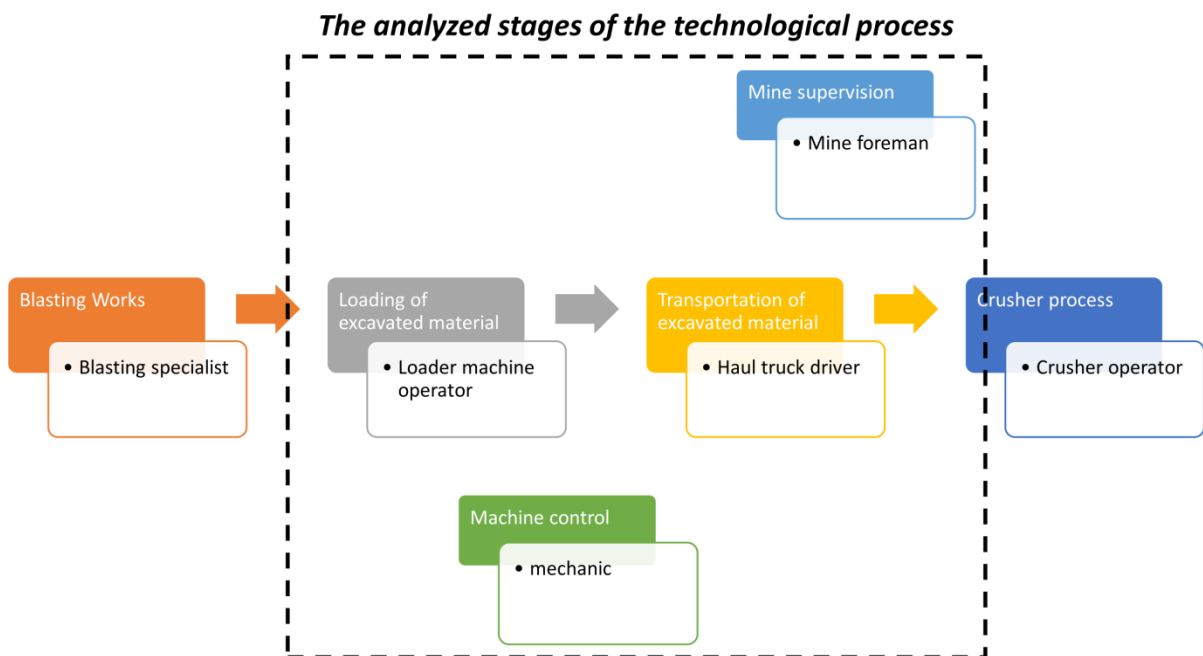 The analyzed stages of the technological process
Mine supervision
• Mine foreman
Blasting Works
• Blasting specialist
Loading of
excavated material
• Loader machine
operator
Transportation of
excavated material
• Haul truck driver
Crusher process
• Crusher operator
Machine control
• mechanic